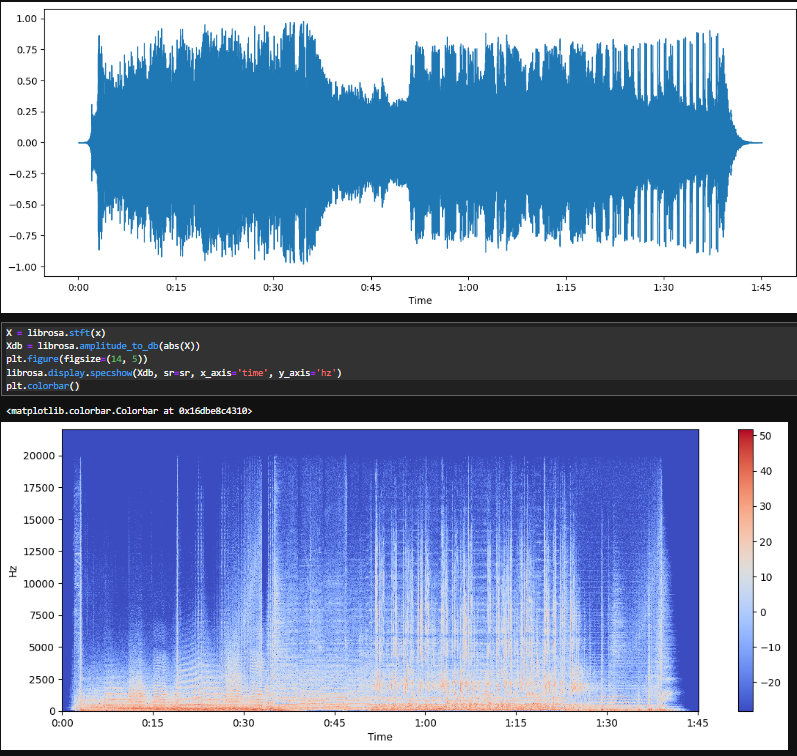 1.00
0.75
0.50
0.25
0.00
−0.25
−0.50
−0.75
−1.00
0:00 0:15 0:30 0:45 1:00 1:15 1:30 1:45
Time
X = librosa.stft(x)
Xdb = librosa.amplitude_to_db(abs(X))
plt.figure(figsize=(14, 5))
librosa.display.specshow(Xdb, sr=sr, x_axis='time', y_axis='hz')
plt.colorbar()
<matplotlib.colorbar.Colorbar at 0x16dbe8c4310>
20000
17500
15000
12500
10000
7500
5000
2500
0
Hz
0:00 0:15 0:30 0:45 1:00 1:15 1:30 1:45
Time
50
40
30
20
10
0
−10
−20